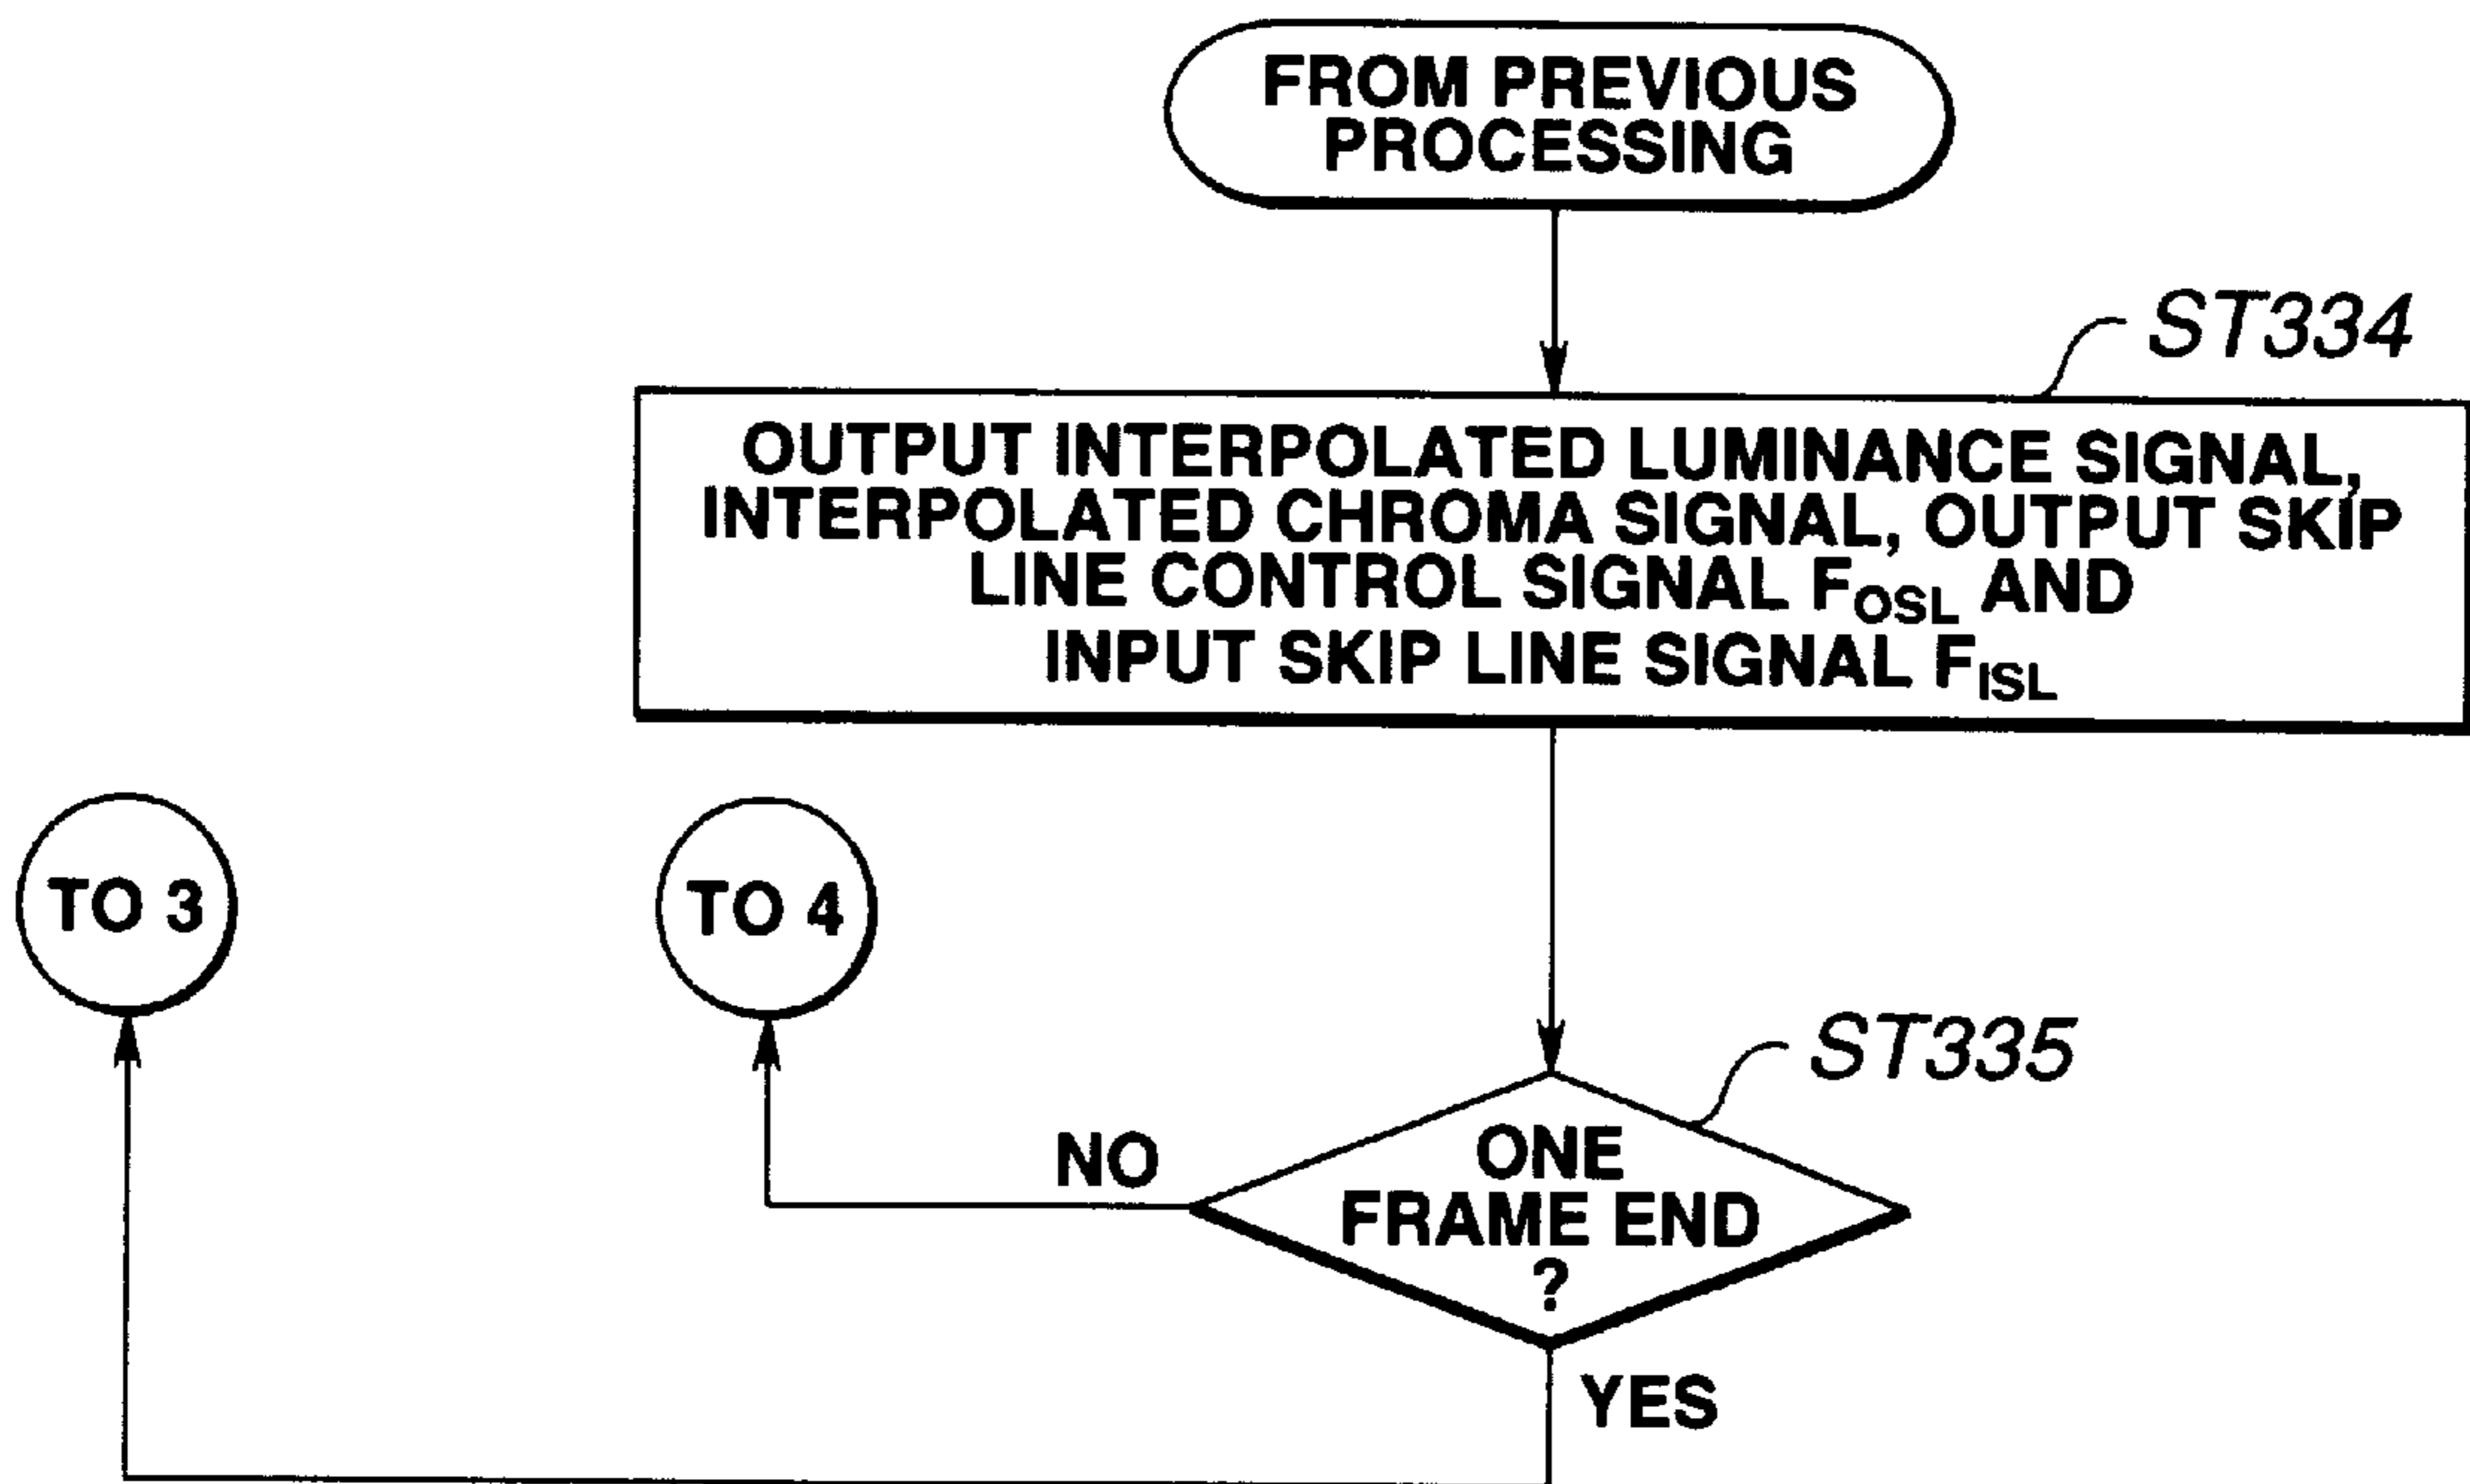 FROM PREVIOUS
PROCESSING
ST334
OUTPUT INTERPOLATED LUMINANCE SIGNAL,
INTERPOLATED CHROMA SIGNAL, OUTPUT SKIP
LINE CONTROL SIGNAL FOSL AND
INPUT SKIP LINE SIGNAL FISL
TO 3
TO 4
ST335
NO
ONE
FRAME END
?
YES